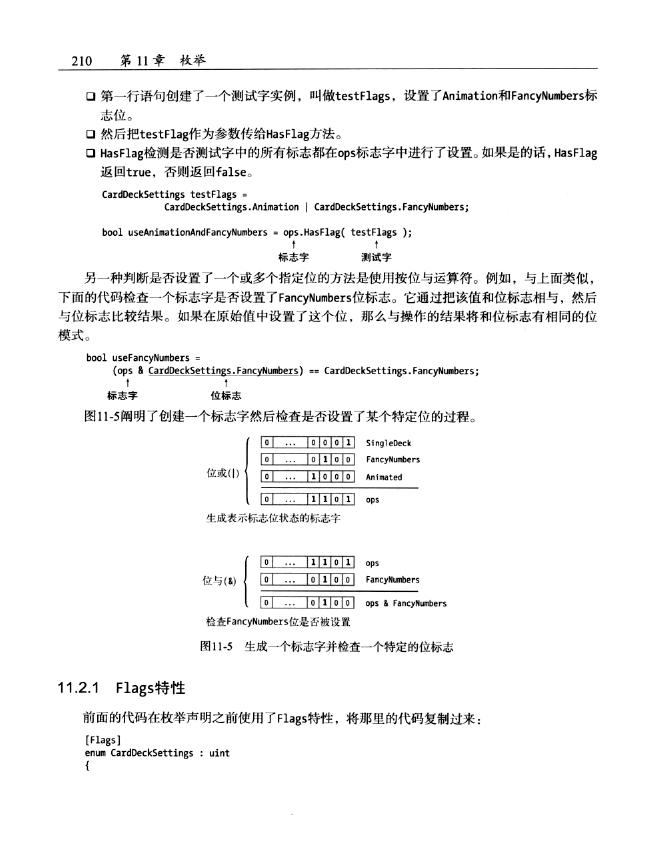 210 第11章 枚举
❑ 第一行语句创建了一个测试字实例，叫做testFlags，设置了Animation和FancyNumbers标
志位。
❑ 然后把testFlag作为参数传给HasFlag方法。
❑ HasFlag检测是否测试字中的所有标志都在ops标志字中进行了设置。如果是的话，HasFlag
返回true，否则返回false。
CardDeckSettings testFlags =
CardDeckSettings.Animation | CardDeckSettings.FancyNumbers;
bool useAnimationAndFancyNumbers = ops.HasFlag( testFlags );
↑ ↑
标志字 测试字
另一种判断是否设置了一个或多个指定位的方法是使用按位与运算符。例如，与上面类似，
下面的代码检查一个标志字是否设置了FancyNumbers位标志。它通过把该值和位标志相与，然后
与位标志比较结果。如果在原始值中设置了这个位，那么与操作的结果将和位标志有相同的位
模式。
bool useFancyNumbers =
(ops & CardDeckSettings.FancyNumbers) == CardDeckSettings.FancyNumbers;
↑ ↑
标志字 位标志
图11-5阐明了创建一个标志字然后检查是否设置了某个特定位的过程。
0 ... 0 0 0 1 SingleDeck
0 ... 0 1 0 0 FancyNumbers
位或(|)
0 ... 1 0 0 0 Animated
0 ... 1 1 0 1 ops
生成表示标志位状态的标志字
0 ... 1 1 0 1 ops
位与(&) 0 ... 0 1 0 0 FancyNumbers
0 ... 0 1 0 0 ops & FancyNumbers
检查FancyNumbers位是否被设置
图11-5 生成一个标志字并检查一个特定的位标志
11.2.1 Flags特性
前面的代码在枚举声明之前使用了Flags特性，将那里的代码复制过来：
[Flags]
enum CardDeckSettings : uint
{